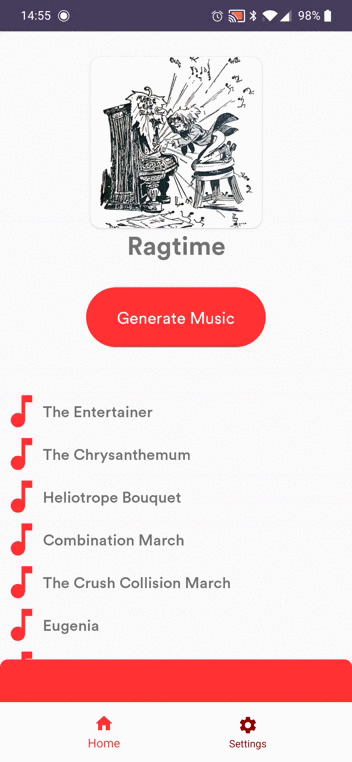 14:55
98%
Ragtime
Generate Music
The Entertainer
The Chrysanthemum
Heliotrope Bouquet
Combination March
The Crush Collision March
Eugenia
Home
Settings